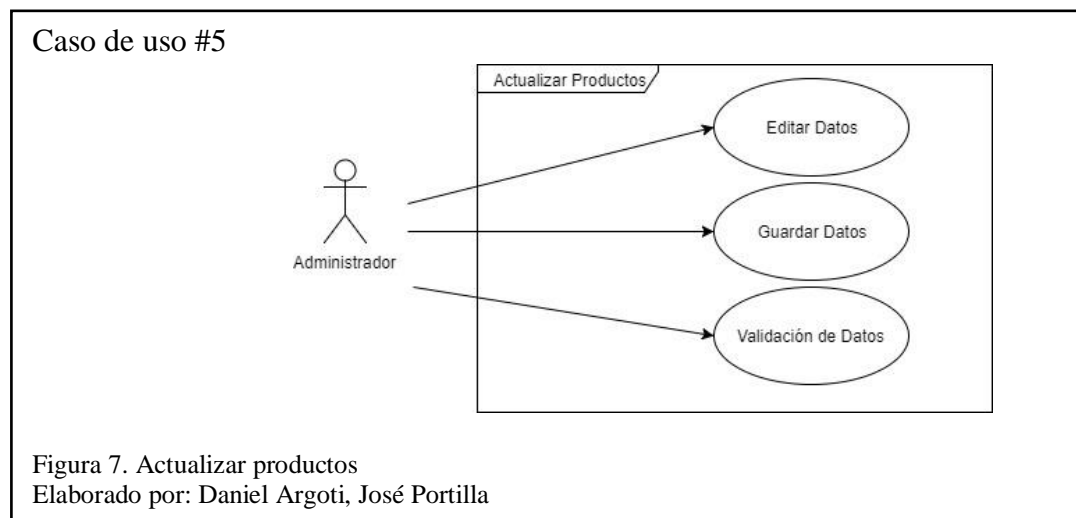 Caso de uso #5
Actualizar Productos
Editar Datos
Guardar Datos
Administrador
Validación de Datos
Figura 7. Actualizar productos
Elaborado por: Daniel Argoti, José Portilla